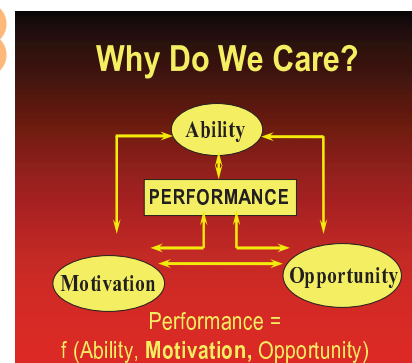 Why Do We Care?
Ability
PERFORMANCE
Motivation
Opportunity
Performance =
f (Ability, Motivation, Opportunity)